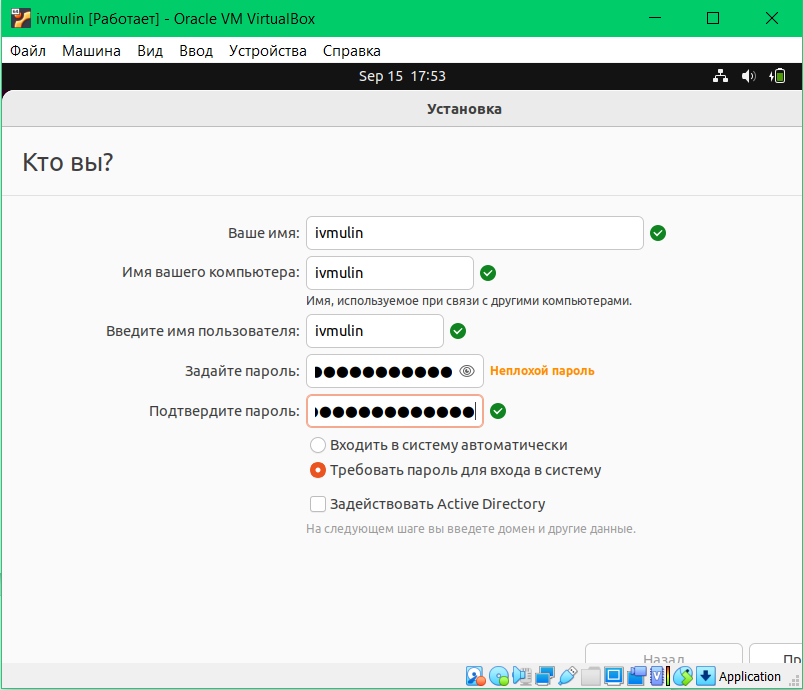 ivmulin [Работает] - Oracle VM VirtualBox
Файл Машина Вид Ввод Устройства Справка
Sep 15 17:53
Установка
Кто вы?
Ваше имя: ivmulin
Имя вашего компьютера: ivmulin
Имя, используемое при связи с другими компьютерами.
Введите имя пользователя: ivmulin
Задайте пароль: Неплохой пароль
Подтвердите пароль:
Входить в систему автоматически
Требовать пароль для входа в систему
Задействовать Active Directory
На следующем шаге вы введете домен и другие данные.
Назад
Application